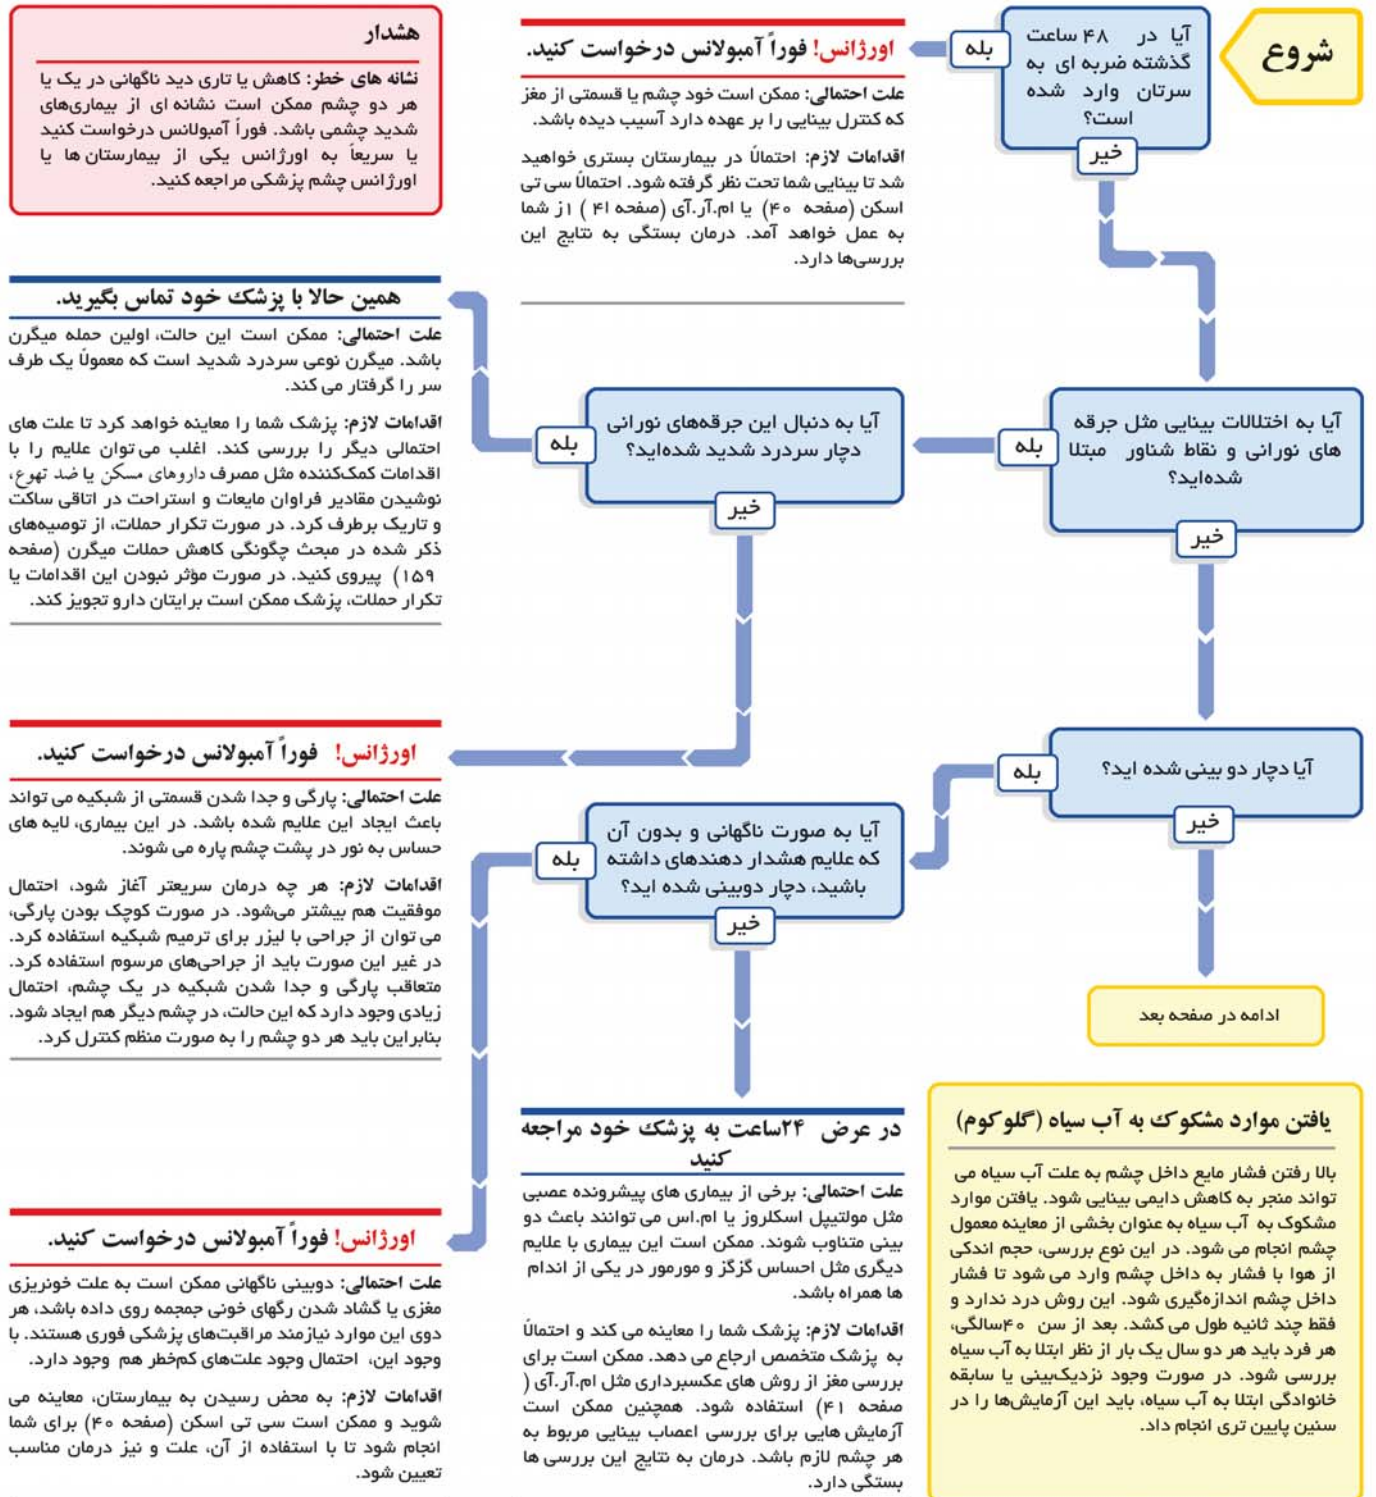 شروع
آیا در ۴۸ ساعت
گذشته ضربه ای به
سرتان وارد شده
است؟
بله
خیر
اورژانس! فوراً آمبولانس درخواست کنید.
علت احتمالی: ممکن است خود چشم یا قسمتی از مغز
که کنترل بینایی را بر عهده دارد آسیب دیده باشد.
اقدامات لازم: احتمالاً در بیمارستان بستری خواهید
شد تا بینایی شما تحت نظر گرفته شود. احتمالاً سی تی
اسکن (صفحه ۴۰) یا ام.آر.آی (صفحه ۴۱ ) از شما
به عمل خواهد آمد. درمان بستگی به نتایج این
بررسی‌ها دارد.
هشدار
نشانه های خطر: کاهش یا تاری دید ناگهانی در یک یا
هر دو چشم ممکن است نشانه ای از بیماری‌های
شدید چشمی باشد. فوراً آمبولانس درخواست کنید
یا سریعاً به اورژانس یکی از بیمارستان ها یا
اورژانس چشم پزشکی مراجعه کنید.
آیا به اختلالات بینایی مثل جرقه
های نورانی و نقاط شناور مبتلا
شده‌اید؟
بله
خیر
آیا به دنبال این جرقه‌های نورانی
دچار سردرد شدید شده‌اید؟
بله
خیر
همین حالا با پزشک خود تماس بگیرید.
علت احتمالی: ممکن است این حالت، اولین حمله میگرن
باشد. میگرن نوعی سردرد شدید است که معمولاً یک طرف
سر را گرفتار می کند.
اقدامات لازم: پزشک شما را معاینه خواهد کرد تا علت های
احتمالی دیگر را بررسی کند. اغلب می توان علایم را با
اقدامات کمک‌کننده مثل مصرف داروهای مسکن یا ضد تهوع،
نوشیدن مقادیر فراوان مایعات و استراحت در اتاقی ساکت
و تاریک برطرف کرد. در صورت تکرار حملات، از توصیه‌های
ذکر شده در مبحث چگونگی کاهش حملات میگرن (صفحه
۱۵۹) پیروی کنید. در صورت مؤثر نبودن این اقدامات یا
تکرار حملات، پزشک ممکن است برایتان دارو تجویز کند.
آیا دچار دو بینی شده اید؟
بله
خیر
ادامه در صفحه بعد
آیا به صورت ناگهانی و بدون آن
که علایم هشدار دهنده‌ای داشته
باشید، دچار دوبینی شده اید؟
بله
خیر
اورژانس! فوراً آمبولانس درخواست کنید.
علت احتمالی: پارگی و جدا شدن قسمتی از شبکیه می تواند
باعث ایجاد این علایم شده باشد. در این بیماری، لایه های
حساس به نور در پشت چشم پاره می شوند.
اقدامات لازم: هر چه درمان سریعتر آغاز شود، احتمال
موفقیت هم بیشتر می‌شود. در صورت کوچک بودن پارگی،
می توان از جراحی با لیزر برای ترمیم شبکیه استفاده کرد.
در غیر این صورت باید از جراحی‌های مرسوم استفاده کرد.
متعاقب پارگی و جدا شدن شبکیه در یک چشم، احتمال
زیادی وجود دارد که این حالت، در چشم دیگر هم ایجاد شود.
بنابراین باید هر دو چشم را به صورت منظم کنترل کرد.
یافتن موارد مشکوک به آب سیاه (گلوکوم)
بالا رفتن فشار مایع داخل چشم به علت آب سیاه می
تواند منجر به کاهش دایمی بینایی شود. یافتن موارد
مشکوک به آب سیاه به عنوان بخشی از معاینه معمول
چشم انجام می شود. در این نوع بررسی، حجم اندکی
از هوا با فشار به داخل چشم وارد می شود تا فشار
داخل چشم اندازه‌گیری شود. این روش درد ندارد و
فقط چند ثانیه طول می کشد. بعد از سن ۴۰سالگی،
هر فرد باید هر دو سال یک بار از نظر ابتلا به آب سیاه
بررسی شود. در صورت وجود نزدیک‌بینی یا سابقه
خانوادگی ابتلا به آب سیاه، باید این آزمایش‌ها را در
سنین پایین تری انجام داد.
در عرض ۲۴ساعت به پزشک خود مراجعه
کنید
علت احتمالی: برخی از بیماری های پیشرونده عصبی
مثل مولتیپل اسکلروز یا ام.اس می توانند باعث دو
بینی متناوب شوند. ممکن است این بیماری با علایم
دیگری مثل احساس گزگز و مورمور در یکی از اندام
ها همراه باشد.
اقدامات لازم: پزشک شما را معاینه می کند و احتمالاً
به پزشک متخصص ارجاع می دهد. ممکن است برای
بررسی مغز از روش های عکسبرداری مثل ام.آر.آی (
صفحه ۴۱) استفاده شود. همچنین ممکن است
آزمایش هایی برای بررسی اعصاب بینایی مربوط به
هر چشم لازم باشد. درمان به نتایج این بررسی ها
بستگی دارد.
اورژانس! فوراً آمبولانس درخواست کنید.
علت احتمالی: دوبینی ناگهانی ممکن است به علت خونریزی
مغزی یا گشاد شدن رگهای خونی جمجمه روی داده باشد، هر
دوی این موارد نیازمند مراقبت‌های پزشکی فوری هستند. با
وجود این، احتمال وجود علت‌های کم‌خطر هم وجود دارد.
اقدامات لازم: به محض رسیدن به بیمارستان، معاینه می
شوید و ممکن است سی تی اسکن (صفحه ۴۰) برای شما
انجام شود تا با استفاده از آن، علت و نیز درمان مناسب
تعیین شود.